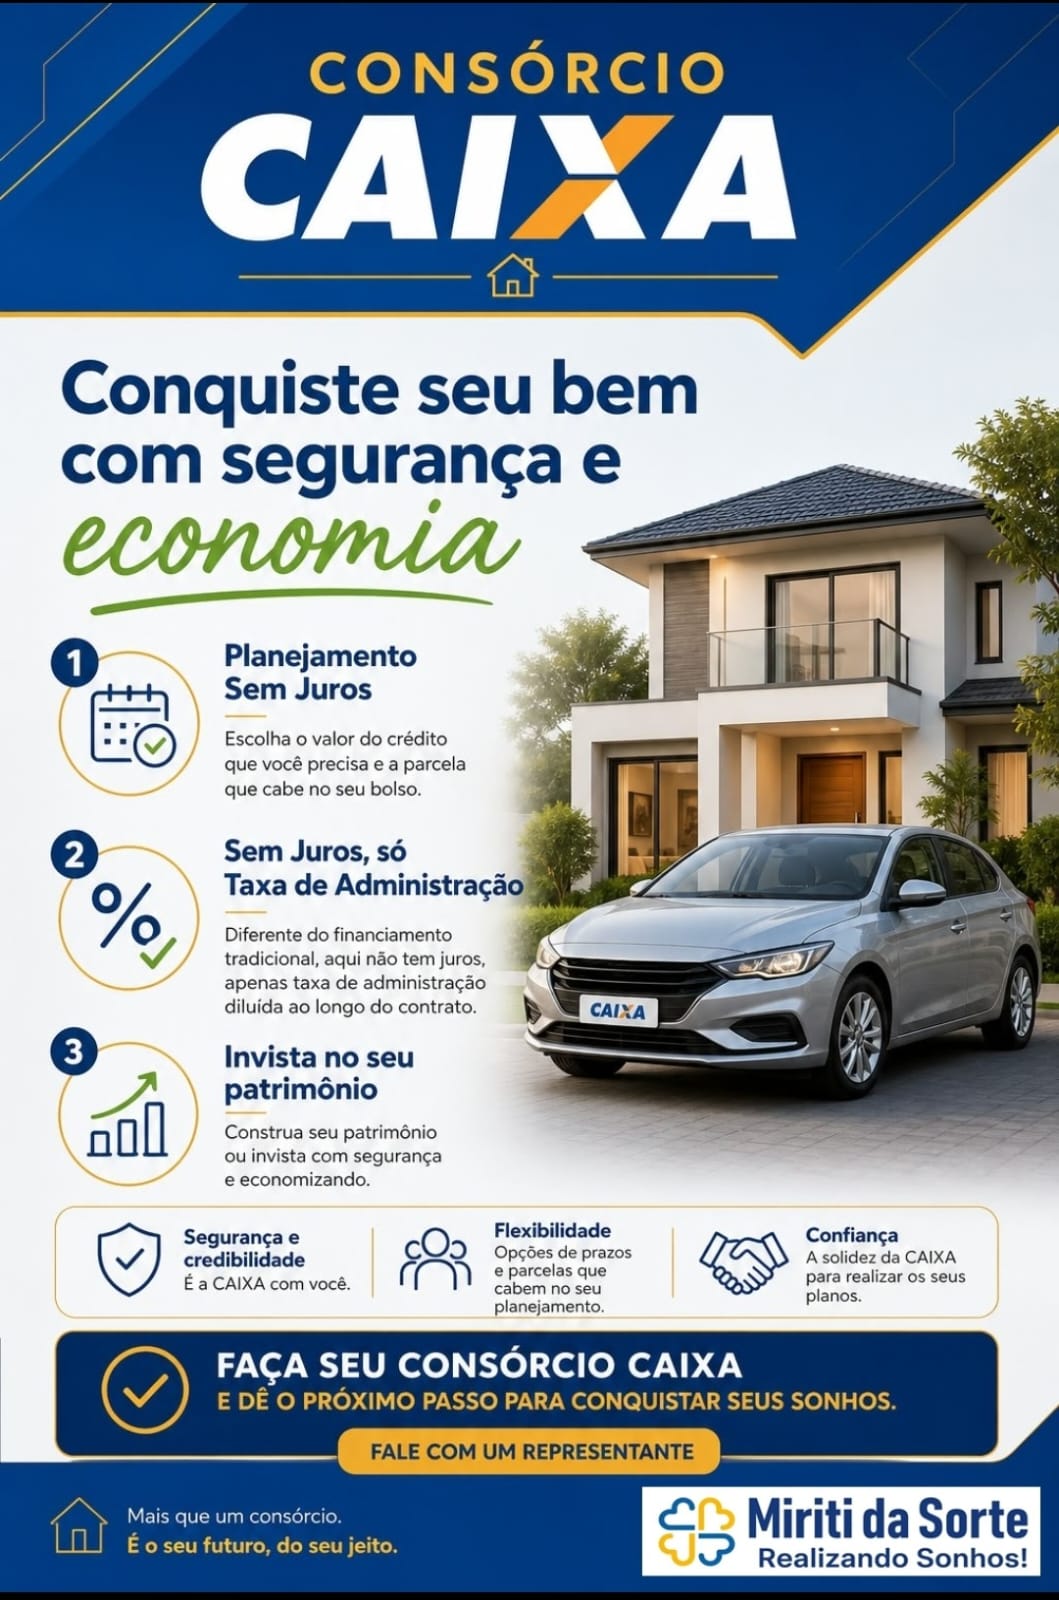 CONSÓRCIO
CAIXA
Conquiste seu bem
com segurança e
economia
1
Planejamento
Sem Juros
Escolha o valor do crédito
que você precisa e a parcela
que cabe no seu bolso.
2
Sem Juros, só
Taxa de Administração
Diferente do financiamento
tradicional, aqui não tem juros,
apenas taxa de administração
diluída ao longo do contrato.
CAIXA
3
Invista no seu
patrimônio
Construa seu patrimônio
ou invista com segurança
e economizando.
Segurança e
credibilidade
É a CAIXA com você.
Flexibilidade
Opções de prazos
e parcelas que
cabem no seu
planejamento.
Confiança
A solidez da CAIXA
para realizar os seus
planos.
FAÇA SEU CONSÓRCIO CAIXA
E DÊ O PRÓXIMO PASSO PARA CONQUISTAR SEUS SONHOS.
FALE COM UM REPRESENTANTE
Mais que um consórcio.
É o seu futuro, do seu jeito.
Miriti da Sorte
Realizando Sonhos!